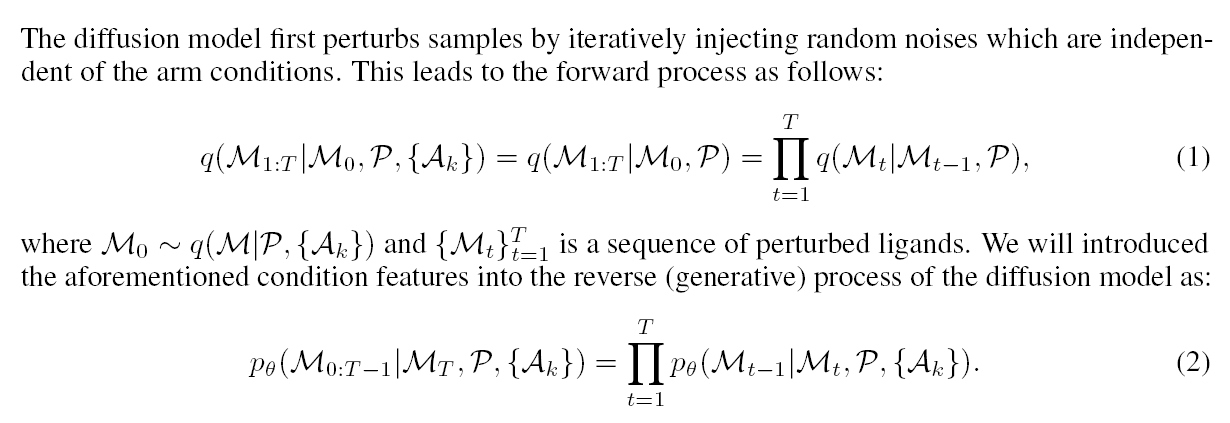 The diffusion model first perturbs samples by iteratively injecting random noises which are indepen-
dent of the arm conditions. This leads to the forward process as follows:
$q(\mathcal{M}_{1:T}|\mathcal{M}_0, \mathcal{P}, \{\mathcal{A}_k\}) = q(\mathcal{M}_{1:T}|\mathcal{M}_0, \mathcal{P}) = \prod_{t=1}^{T} q(\mathcal{M}_t|\mathcal{M}_{t-1}, \mathcal{P}),$ (1)
where $\mathcal{M}_0 \sim q(\mathcal{M}|\mathcal{P}, \{\mathcal{A}_k\})$ and $\{\mathcal{M}_t\}_{t=1}^{T}$ is a sequence of perturbed ligands. We will introduced
the aforementioned condition features into the reverse (generative) process of the diffusion model as:
$p_\theta(\mathcal{M}_{0:T-1}|\mathcal{M}_T, \mathcal{P}, \{\mathcal{A}_k\}) = \prod_{t=1}^{T} p_\theta(\mathcal{M}_{t-1}|\mathcal{M}_t, \mathcal{P}, \{\mathcal{A}_k\}).$ (2)